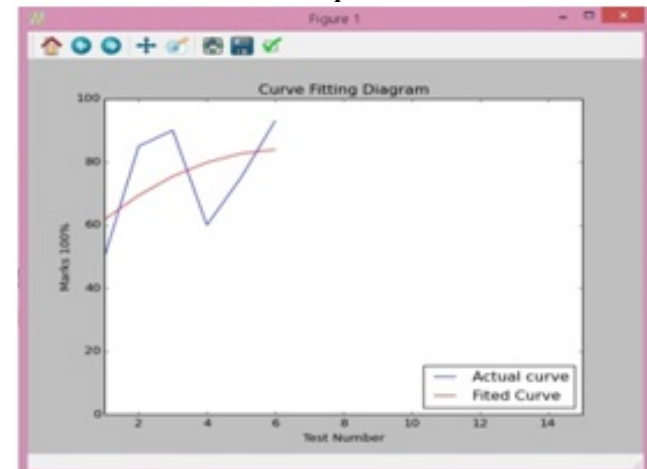 Figure 1
Curve Fitting Diagram
100
80
60
40
20
0
Marks 100%
2 4 6 8 10 12 14
Test Number
Actual curve
Fited Curve